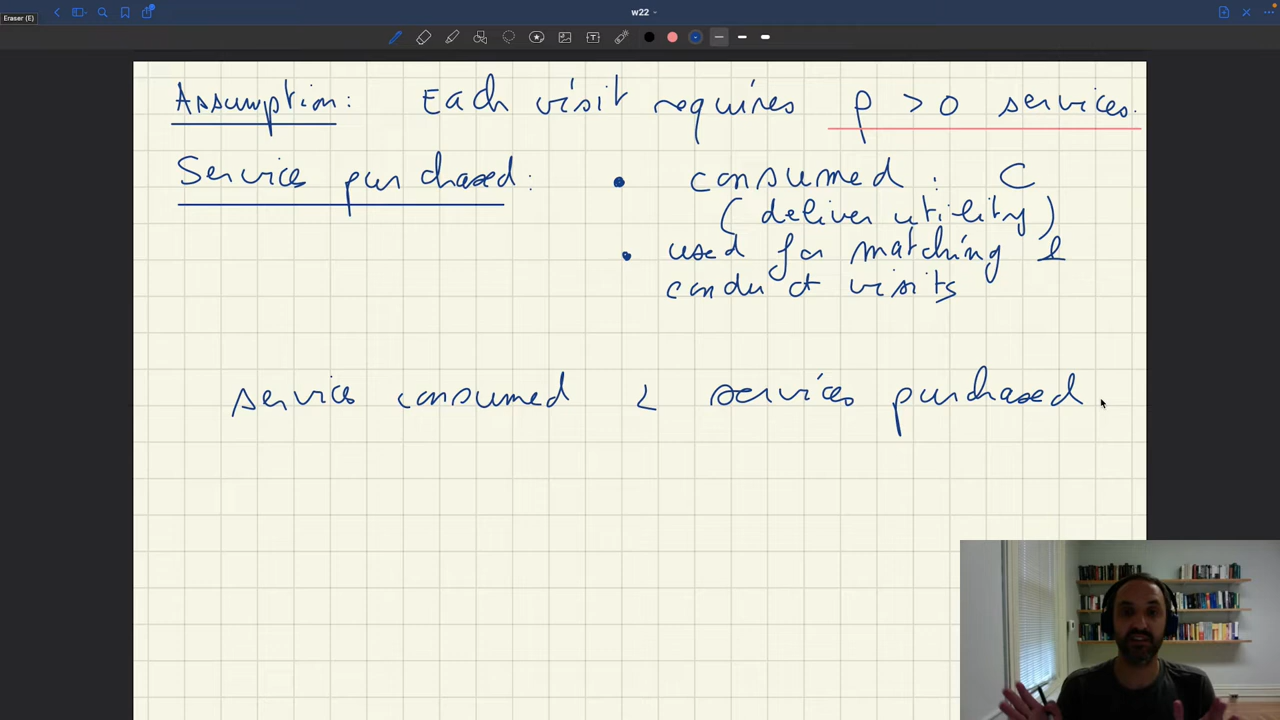 Eraser (E)
w22
Assumption: Each visit requires ρ > 0 services.
Service purchased: • consumed : C
(deliver utility)
• used for matching &
conduct visits
service consumed < services purchased